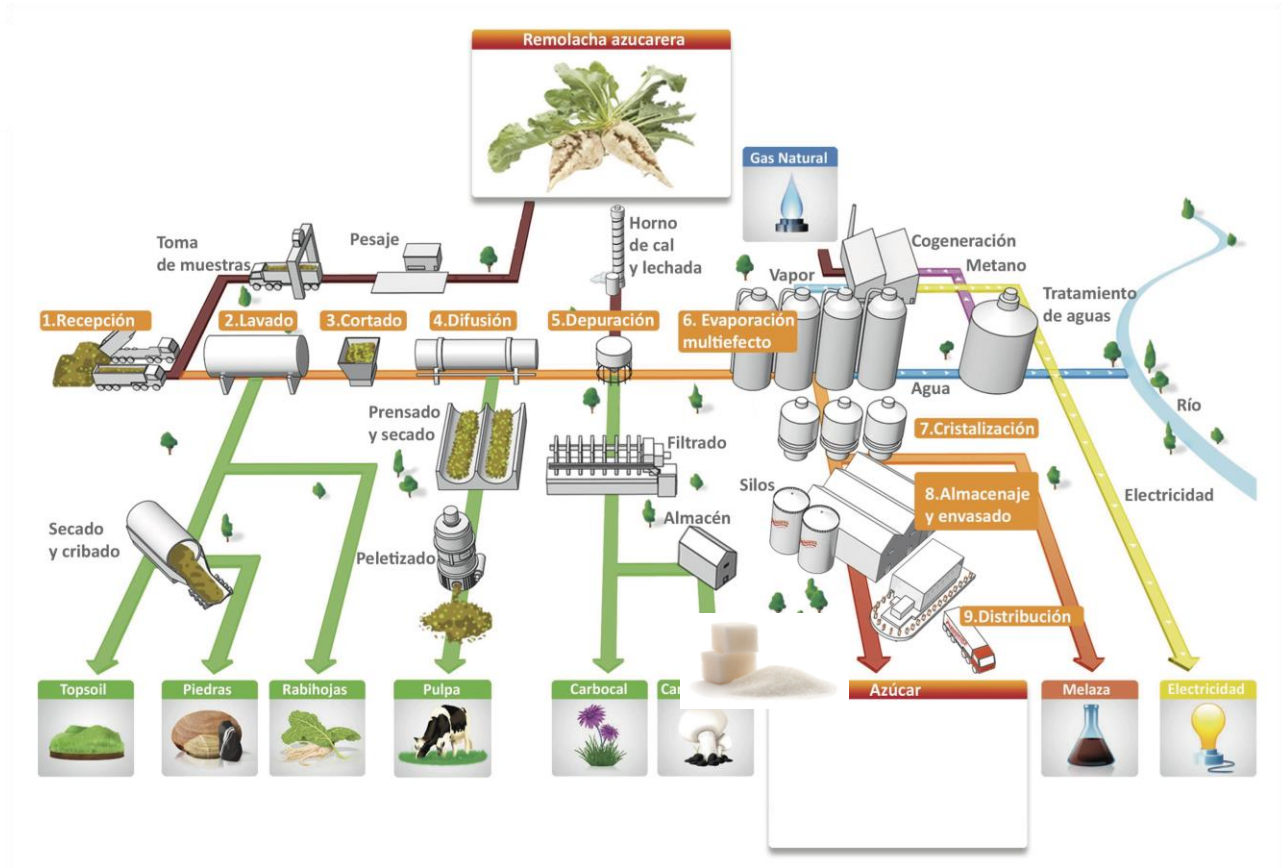 Remolacha azucarera
Gas Natural
Toma
de muestras
Pesaje
Horno
de cal
y lechada
Cogeneración
Metano
Vapor
Tratamiento
de aguas
1.Recepción
2.Lavado
3.Cortado
4.Difusión
5.Depuración
6. Evaporación
multiefecto
Agua
Río
Prensado
y secado
Filtrado
7.Cristalización
Silos
8.Almacenaje
y envasado
Electricidad
Secado
y cribado
Peletizado
Almacén
9.Distribución
Topsoil
Piedras
Rabihojas
Pulpa
Carbocal
Azúcar
Melaza
Electricidad